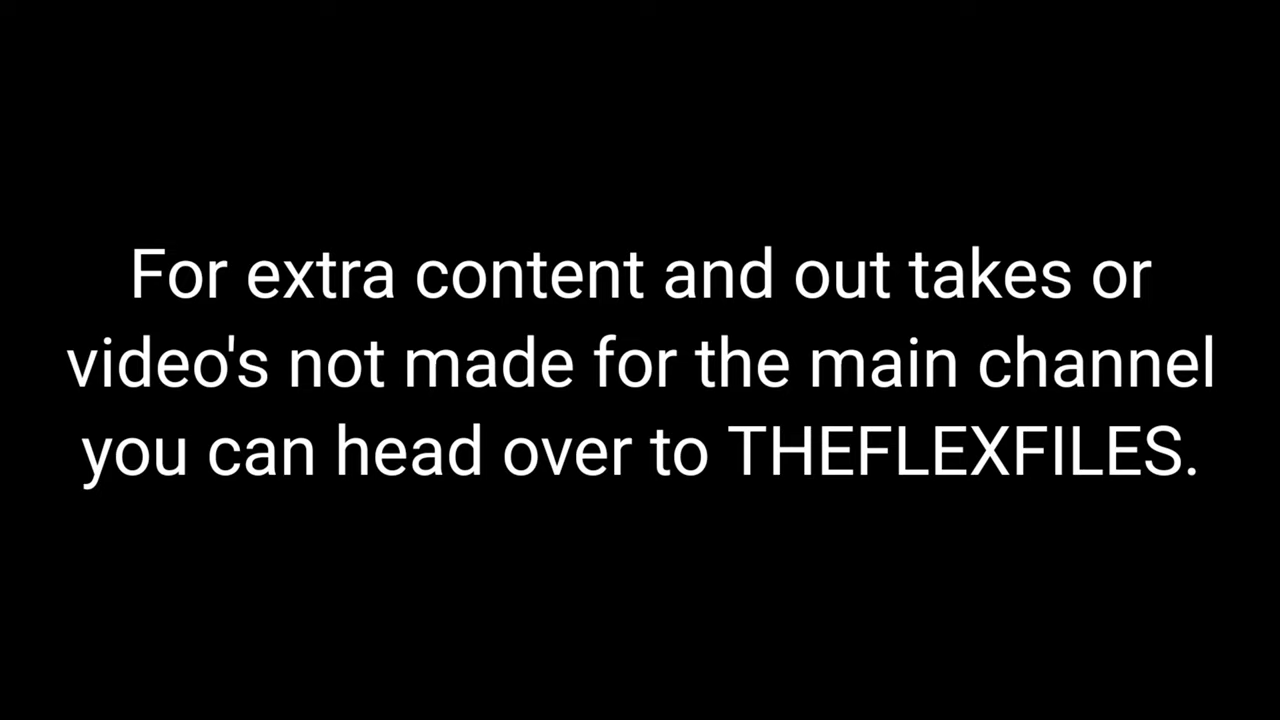 For extra content and out takes or
video's not made for the main channel
you can head over to THEFLEXFILES.